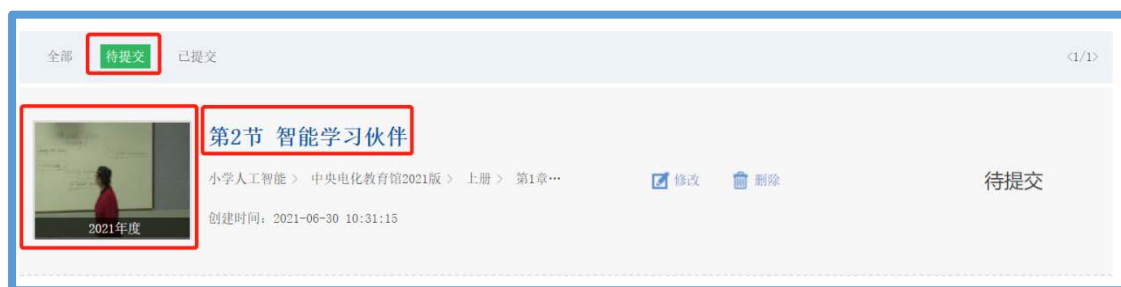 全部 待提交 已提交 <1/1>
第2节 智能学习伙伴
小学人工智能> 中央电化教育馆2021版> 上册> 第1章… 修改 删除 待提交
创建时间：2021-06-30 10:31:15
2021年度